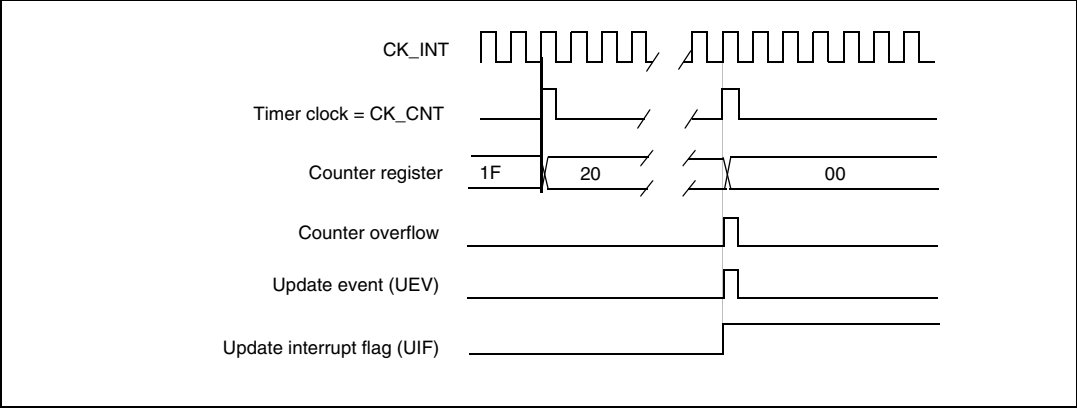 CK_INT
Timer clock = CK_CNT
Counter register 1F 20 00
Counter overflow
Update event (UEV)
Update interrupt flag (UIF)